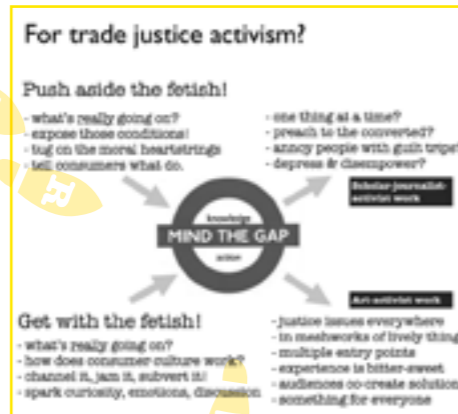 For trade justice activism?
Push aside the fetish!
- what's really going on?
- expose those conditions!
- tug on the moral heartstrings
- tell consumers what do.
- one thing at a time?
- preach to the converted?
- annoy people with guilt trips?
- depress & disempower?
Scholar-journalist-
activist work
knowledge
MIND THE GAP
action
Art-activist work
Get with the fetish!
- what's really going on?
- how does consumer culture work?
- channel it, jam it, subvert it!
- spark curiosity, emotions, discussion
- justice issues everywhere
- in meshworks of lively thing
- multiple entry points
- experience is bitter-sweet
- audiences co-create solution
- something for everyone
R